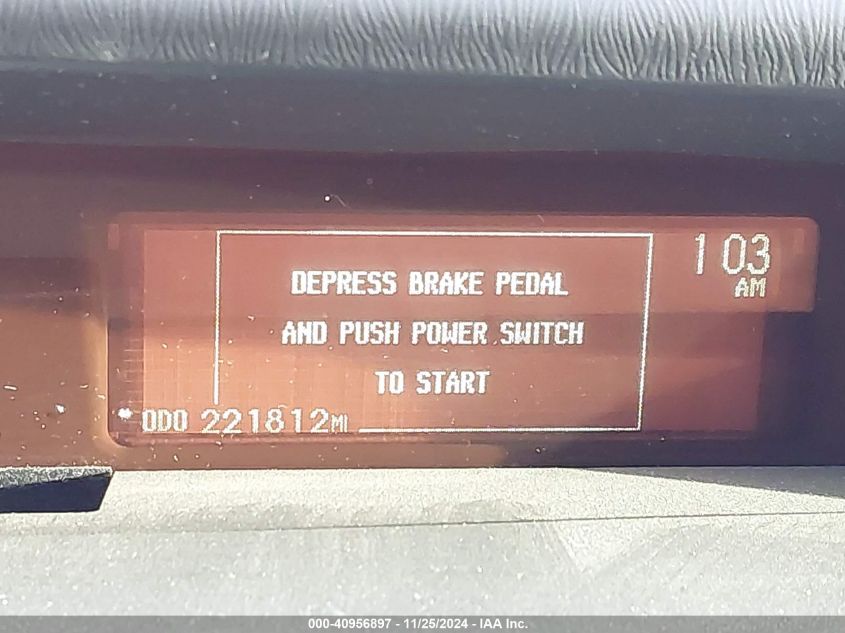 DEPRESS BRAKE PEDAL
AND PUSH POWER SWITCH
TO START
1 03
AM
ODO 221812MI
000-40956897 - 11/25/2024 - IAA Inc.